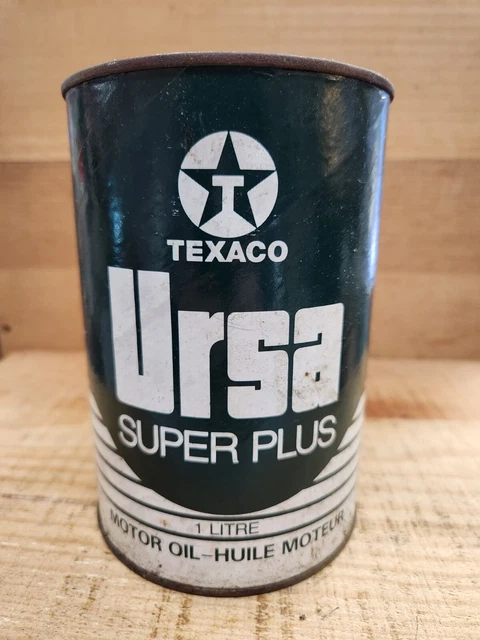 T
TEXACO
Ursa
SUPER PLUS
1 LITRE
MOTOR OIL–HUILE MOTEUR